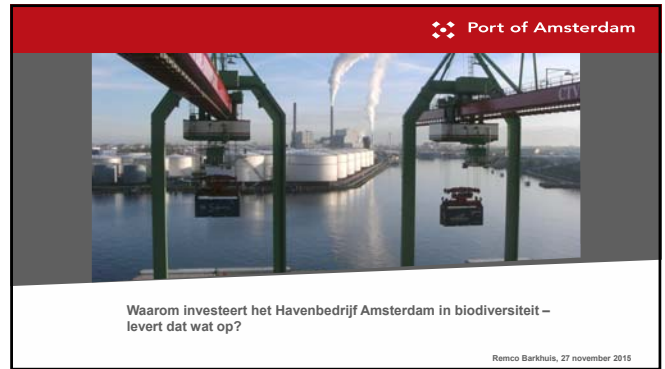 Port of Amsterdam
Waarom investeert het Havenbedrijf Amsterdam in biodiversiteit –
levert dat wat op?
Remco Barkhuis, 27 november 2015